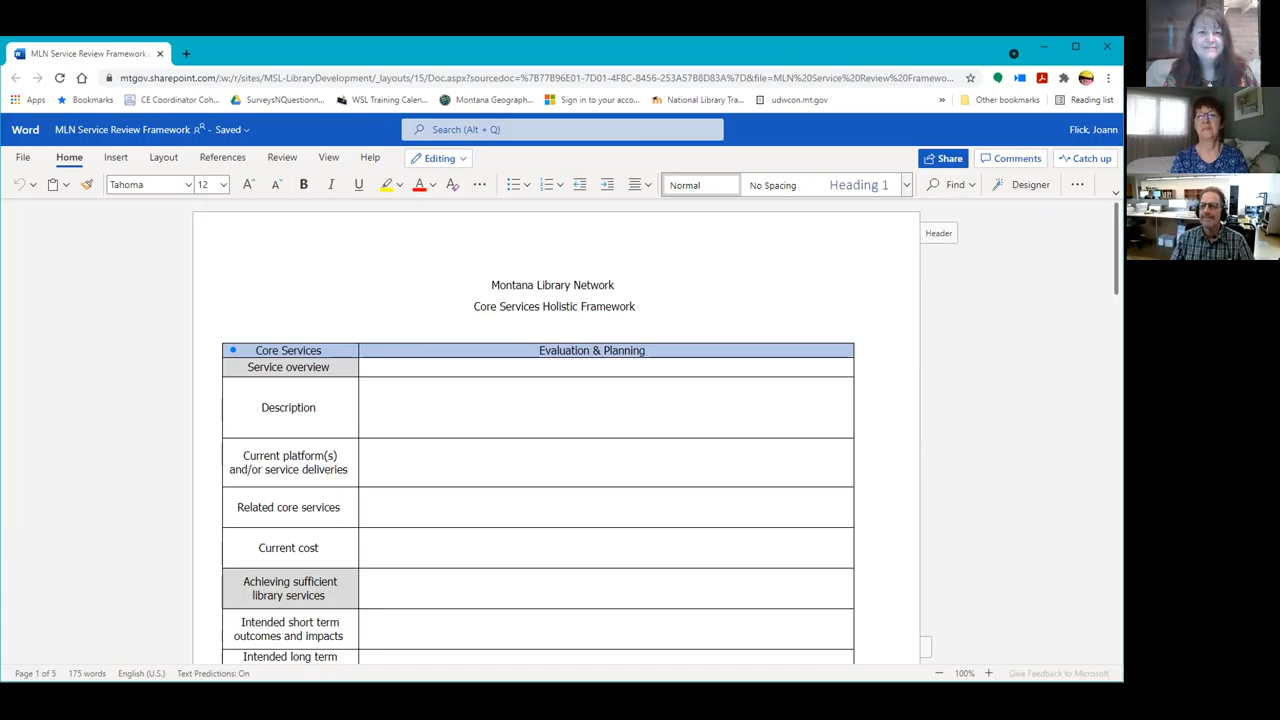 MLN Service Review Framework
mtgov.sharepoint.com/:w:/r/sites/MSL-LibraryDevelopment/_layouts/15/Doc.aspx?sourcedoc=%7B77B96E01-7D01-4F8C-8456-253A57B8D83A%7D&file=MLN%20Service%20Review%20Framewo...
Apps Bookmarks CE Coordinator Coh... SurveysNQuestionn... WSL Training Calen... Montana Geograph... Sign in to your acco... National Library Tra... udwcon.mt.gov » Other bookmarks Reading list
Word MLN Service Review Framework - Saved Search (Alt + Q) Flick, Joann
File Home Insert Layout References Review View Help Editing Share Comments Catch up
Tahoma 12 A A B I U A A ... Normal No Spacing Heading 1 Find Designer ...
Header
Montana Library Network
Core Services Holistic Framework
Core Services Evaluation & Planning
Service overview
Description
Current platform(s)
and/or service deliveries
Related core services
Current cost
Achieving sufficient
library services
Intended short term
outcomes and impacts
Intended long term
Page 1 of 5 175 words English (U.S.) Text Predictions: On 100% Give Feedback to Microsoft